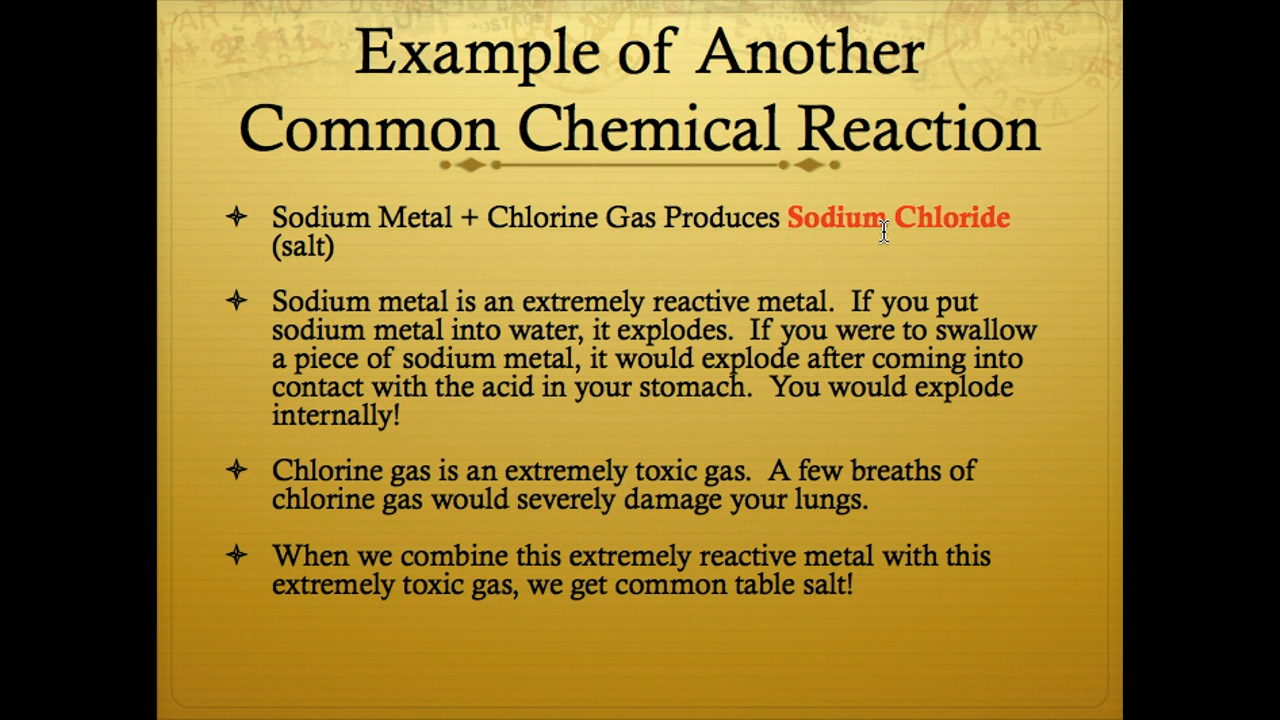 Example of Another
Common Chemical Reaction
Sodium Metal + Chlorine Gas Produces Sodium Chloride
(salt)
Sodium metal is an extremely reactive metal.  If you put
sodium metal into water, it explodes.  If you were to swallow
a piece of sodium metal, it would explode after coming into
contact with the acid in your stomach.  You would explode
internally!
Chlorine gas is an extremely toxic gas.  A few breaths of
chlorine gas would severely damage your lungs.
When we combine this extremely reactive metal with this
extremely toxic gas, we get common table salt!